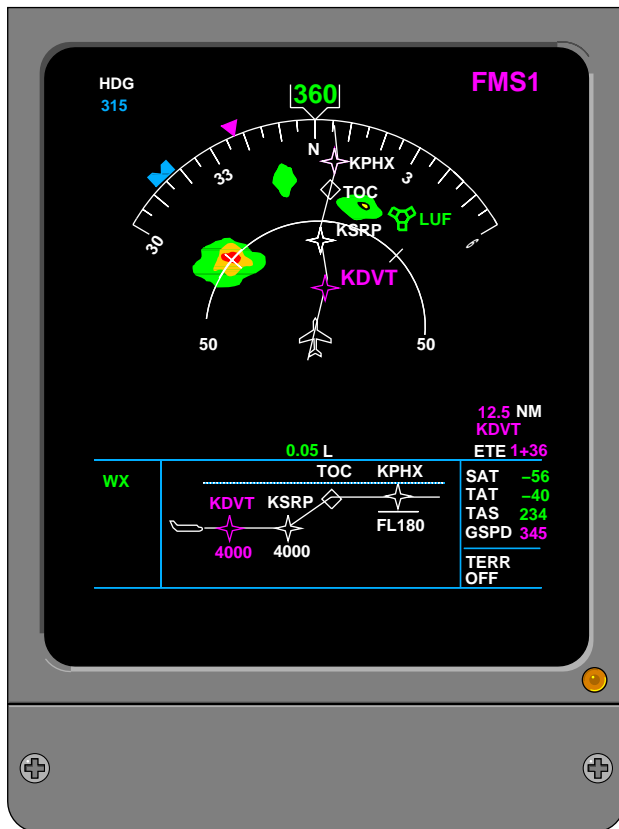 HDG
315
FMS1
360
30
33
N
3
6
KPHX
TOC
LUF
KSRP
KDVT
50
50
12.5 NM
KDVT
ETE 1+36
0.05 L
WX
TOC
KPHX
KDVT
KSRP
FL180
4000
4000
SAT −56
TAT −40
TAS 234
GSPD 345
TERR
OFF